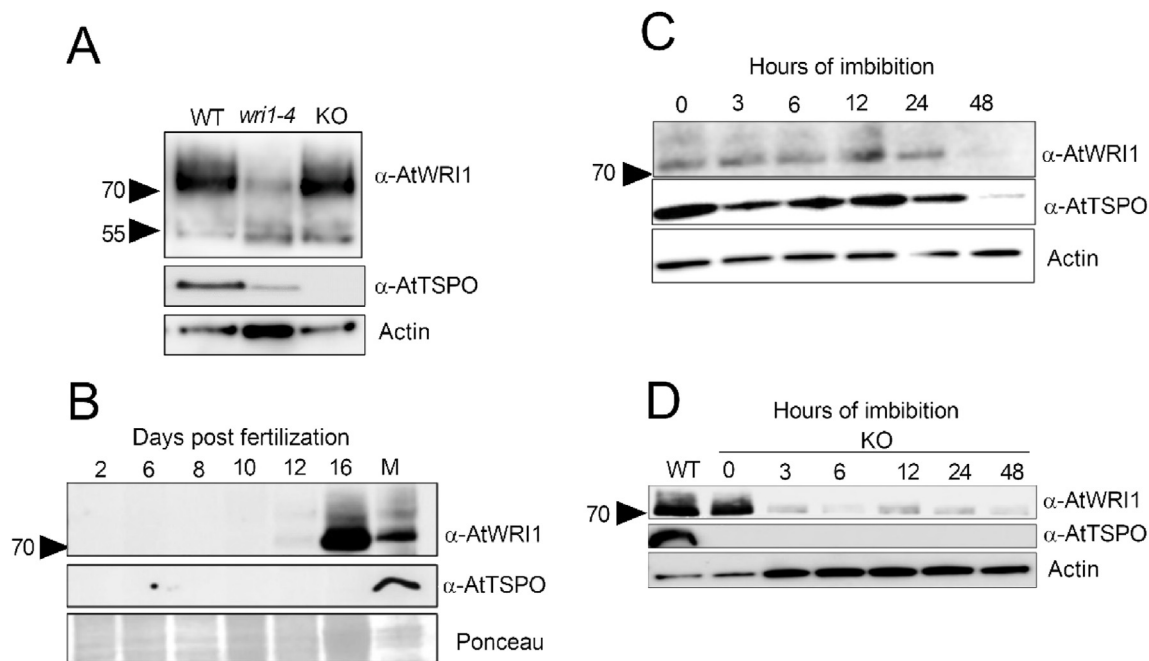 A
WT wri1-4 KO
70
α-AtWRI1
55
α-AtTSPO
Actin
B
Days post fertilization
2 6 8 10 12 16 M
70
α-AtWRI1
α-AtTSPO
Ponceau
C
Hours of imbibition
0 3 6 12 24 48
α-AtWRI1
70
α-AtTSPO
Actin
D
Hours of imbibition
KO
WT 0 3 6 12 24 48
α-AtWRI1
70
α-AtTSPO
Actin